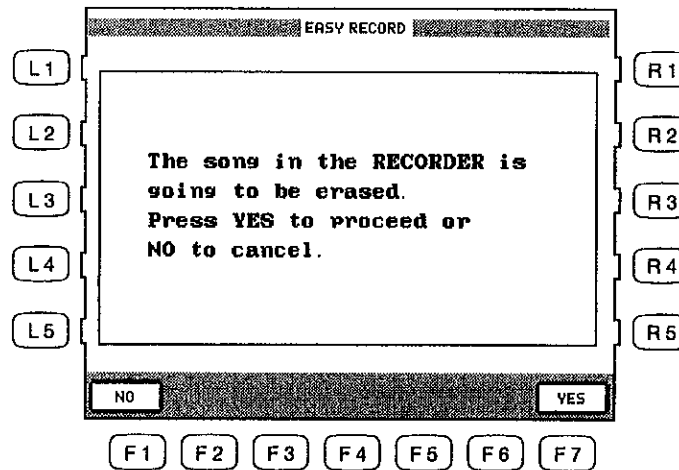 EASY RECORD
L1
R1
L2
R2
The song in the RECORDER is
going to be erased.
L3
R3
Press YES to proceed or
NO to cancel.
L4
R4
L5
R5
NO
YES
F1 F2 F3 F4 F5 F6 F7